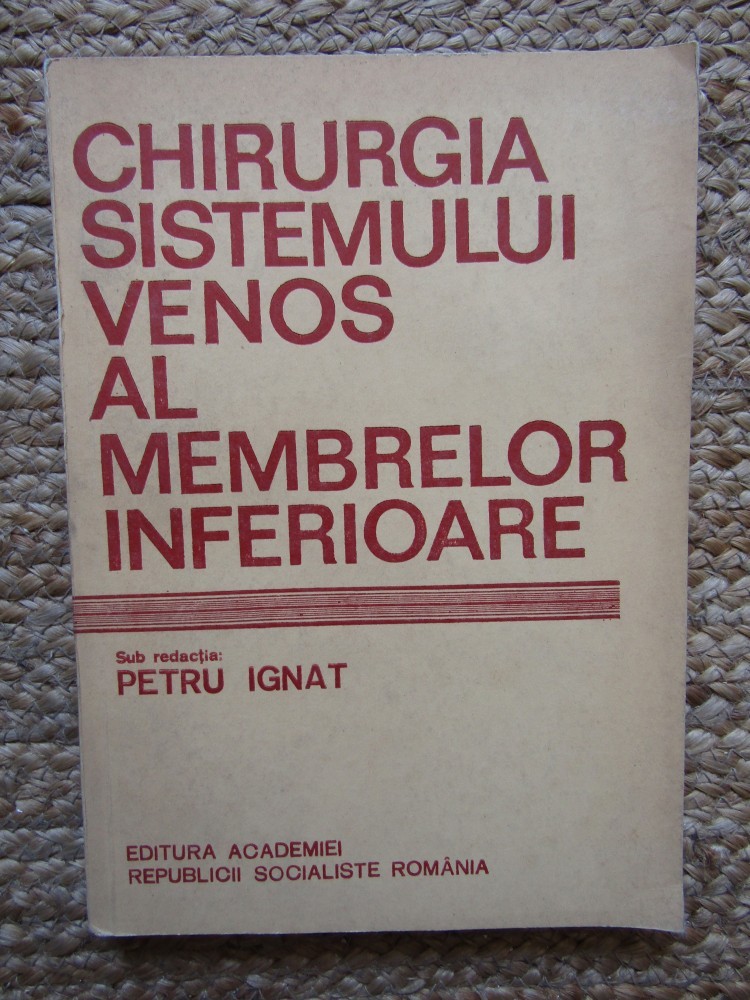 CHIRURGIA
SISTEMULUI
VENOS
AL
MEMBRELOR
INFERIOARE
Sub redacția:
PETRU IGNAT
EDITURA ACADEMIEI
REPUBLICII SOCIALISTE ROMÂNIA